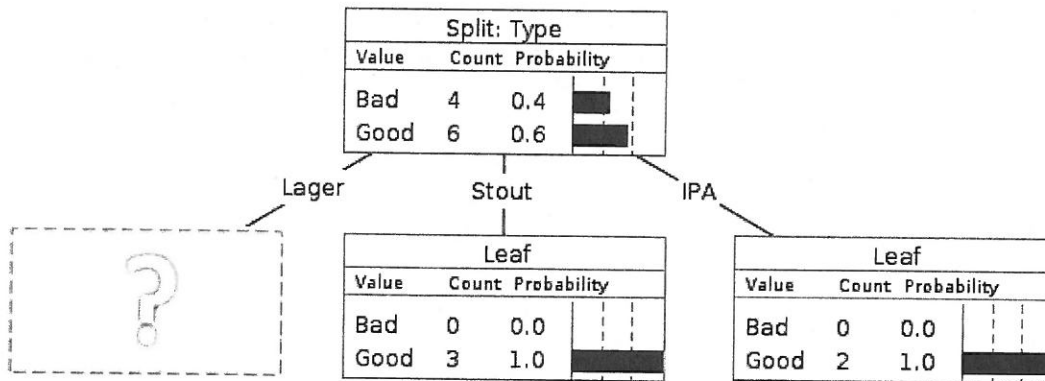 Split: Type
Value Count Probability
Bad 4 0.4
Good 6 0.6
Lager Stout IPA
?
Leaf
Value Count Probability
Bad 0 0.0
Good 3 1.0
Leaf
Value Count Probability
Bad 0 0.0
Good 2 1.0